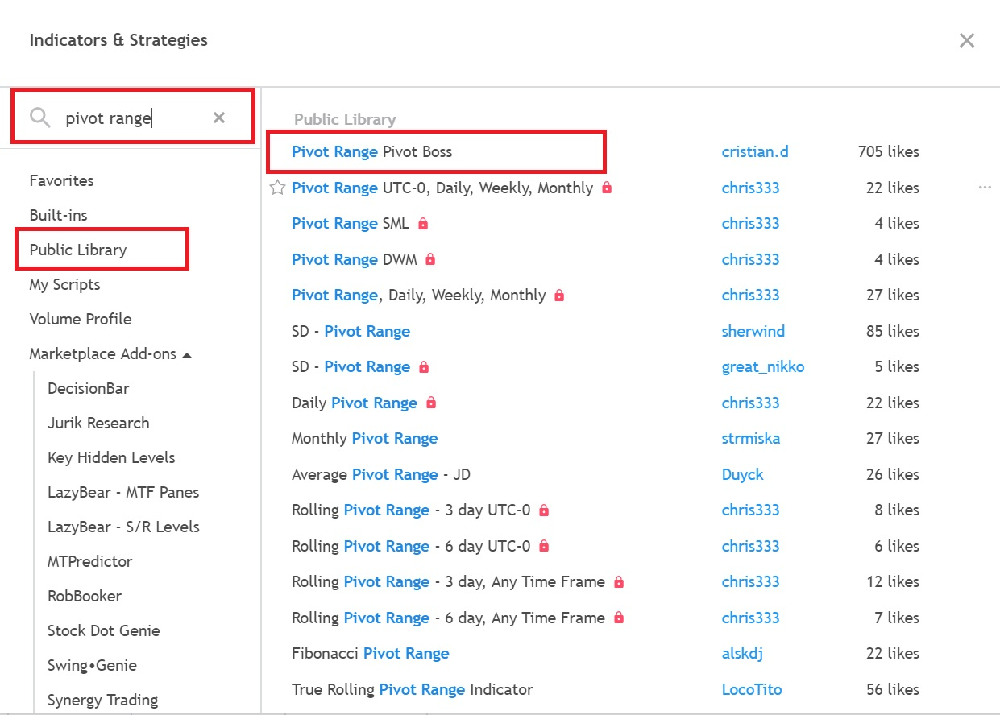 Indicators & Strategies
pivot range
Favorites
Built-ins
Public Library
My Scripts
Volume Profile
Marketplace Add-ons
DecisionBar
Jurik Research
Key Hidden Levels
LazyBear - MTF Panes
LazyBear - S/R Levels
MTPredictor
RobBooker
Stock Dot Genie
Swing•Genie
Synergy Trading
Public Library
Pivot Range Pivot Boss cristian.d 705 likes
Pivot Range UTC-0, Daily, Weekly, Monthly chris333 22 likes
Pivot Range SML chris333 4 likes
Pivot Range DWM chris333 4 likes
Pivot Range, Daily, Weekly, Monthly chris333 27 likes
SD - Pivot Range sherwind 85 likes
SD - Pivot Range great_nikko 5 likes
Daily Pivot Range chris333 22 likes
Monthly Pivot Range strmiska 27 likes
Average Pivot Range - JD Duyck 26 likes
Rolling Pivot Range - 3 day UTC-0 chris333 8 likes
Rolling Pivot Range - 6 day UTC-0 chris333 6 likes
Rolling Pivot Range - 3 day, Any Time Frame chris333 12 likes
Rolling Pivot Range - 6 day, Any Time Frame chris333 7 likes
Fibonacci Pivot Range alskdj 22 likes
True Rolling Pivot Range Indicator LocoTito 56 likes